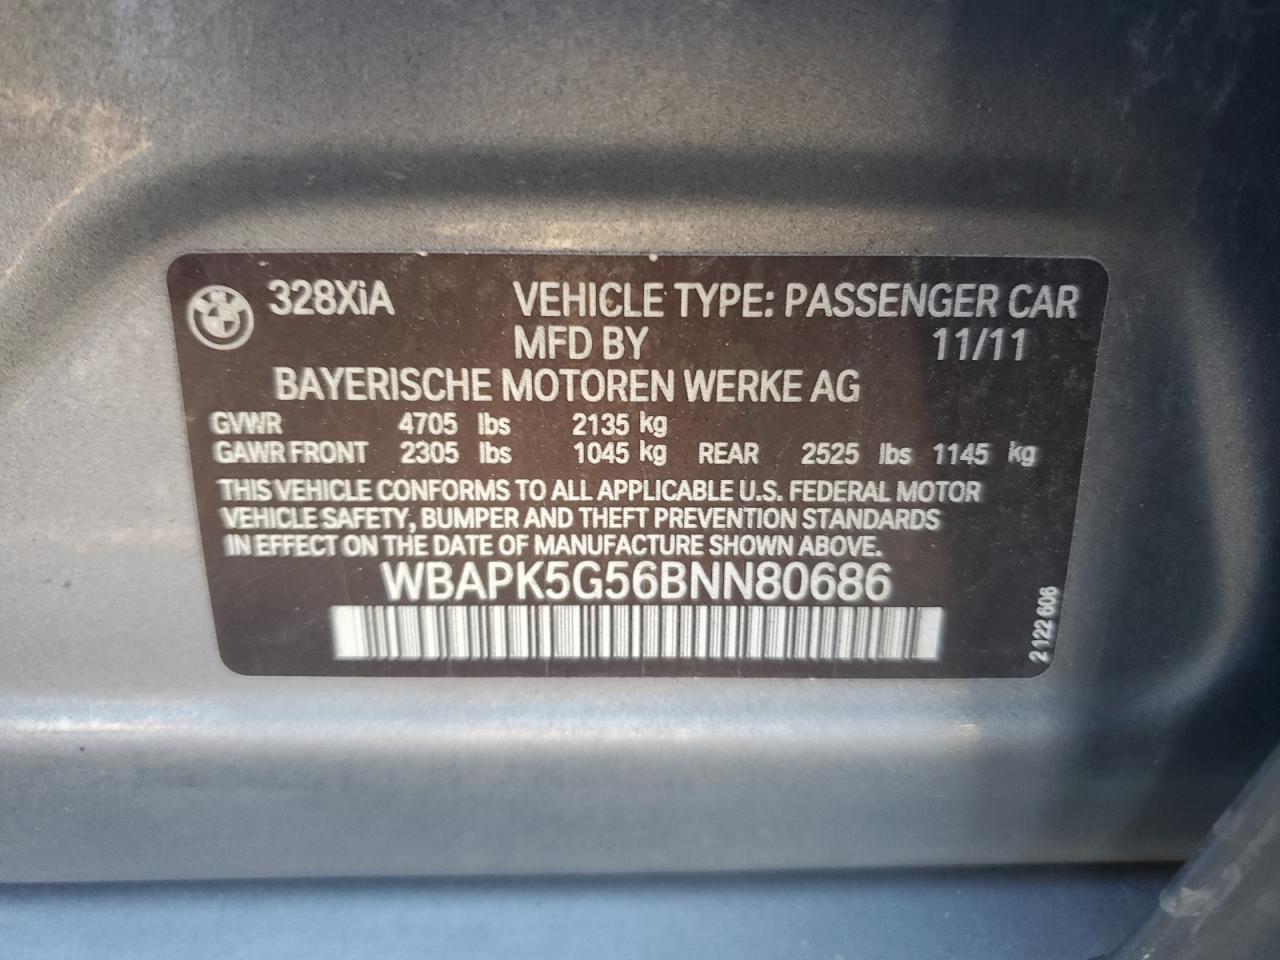 328XiA VEHICLE TYPE: PASSENGER CAR
MFD BY 11/11
BAYERISCHE MOTOREN WERKE AG
GVWR 4705 lbs 2135 kg
GAWR FRONT 2305 lbs 1045 kg REAR 2525 lbs 1145 kg
THIS VEHICLE CONFORMS TO ALL APPLICABLE U.S. FEDERAL MOTOR
VEHICLE SAFETY, BUMPER AND THEFT PREVENTION STANDARDS
IN EFFECT ON THE DATE OF MANUFACTURE SHOWN ABOVE.
WBAPK5G56BNN80686
2 122 606